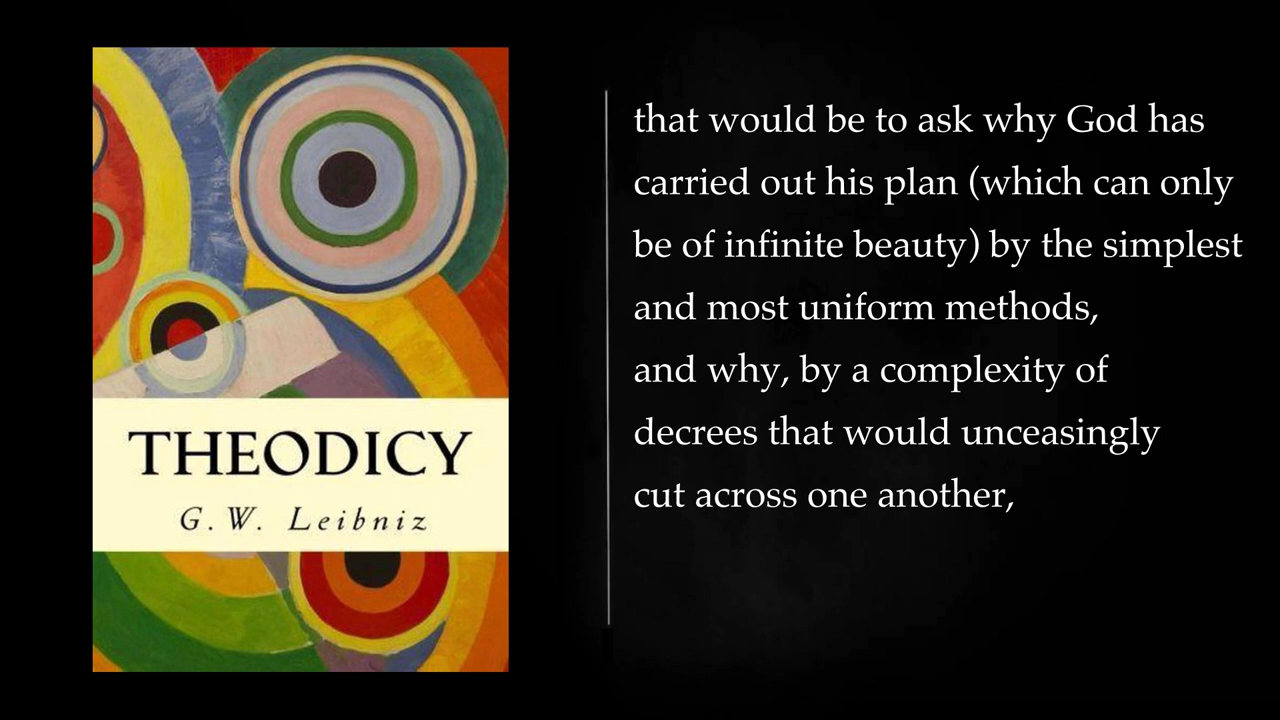 THEODICY
G.W. Leibniz
that would be to ask why God has
carried out his plan (which can only
be of infinite beauty) by the simplest
and most uniform methods,
and why, by a complexity of
decrees that would unceasingly
cut across one another,